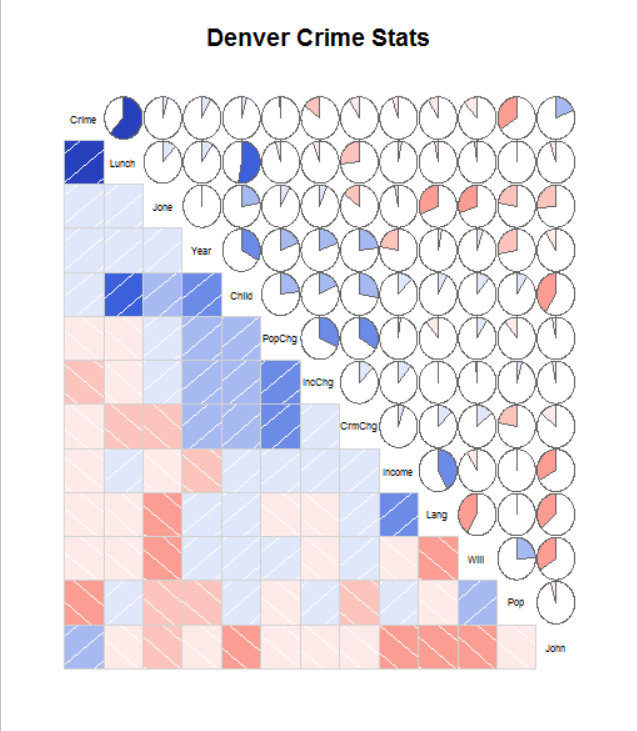 Denver Crime Stats
Crime
Lunch
Jone
Year
Child
PopChg
IncChg
CrmChg
Income
Lang
Will
Pop
John